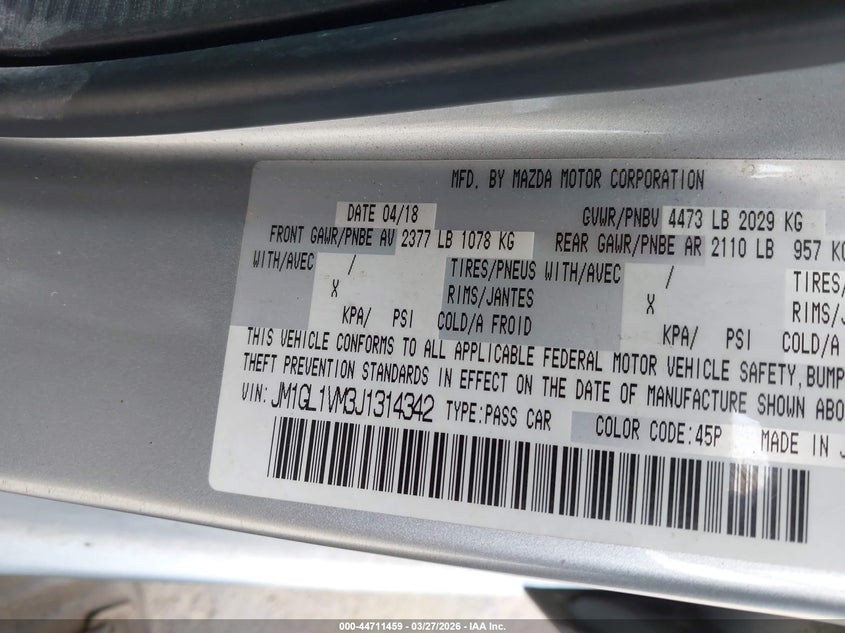 MFD. BY MAZDA MOTOR CORPORATION
DATE 04/18 GVWR/PNBV 4473 LB 2029 KG
FRONT GAWR/PNBE AV 2377 LB 1078 KG REAR GAWR/PNBE AR 2110 LB 957 KG
WITH/AVEC / TIRES/PNEUS WITH/AVEC / TIRES/
X RIMS/JANTES X RIMS/J
KPA/ PSI COLD/A FROID KPA/ PSI COLD/A
THIS VEHICLE CONFORMS TO ALL APPLICABLE FEDERAL MOTOR VEHICLE SAFETY, BUMP
THEFT PREVENTION STANDARDS IN EFFECT ON THE DATE OF MANUFACTURE SHOWN ABO
VIN: JM1GL1VM3J1314342 TYPE:PASS CAR COLOR CODE:45P MADE IN J
000-44711459 - 03/27/2026 - IAA Inc.